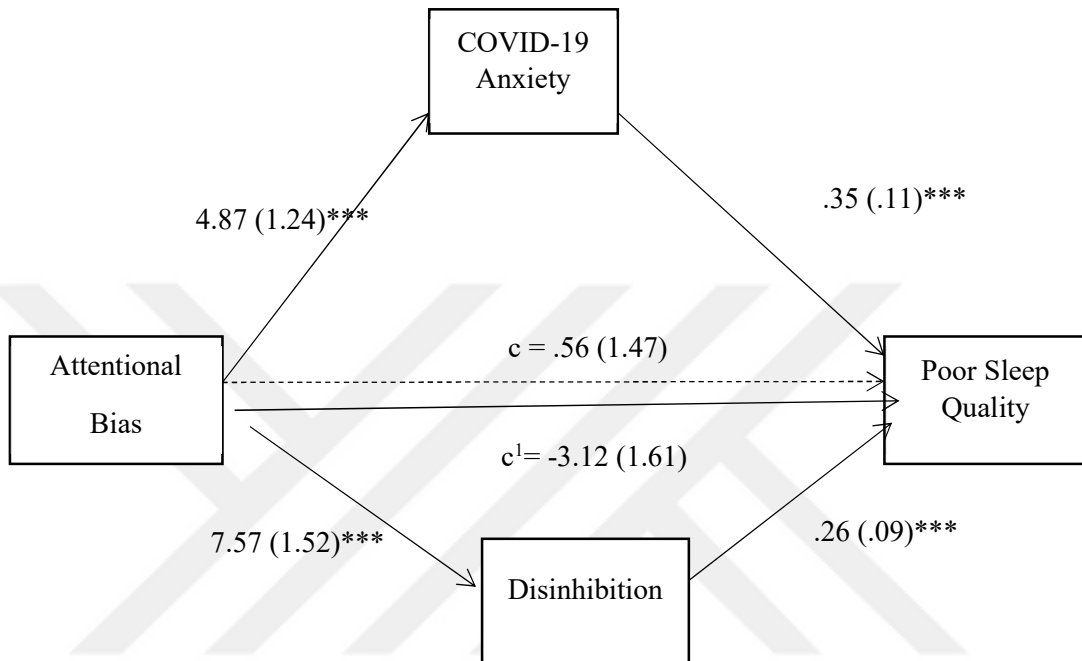 COVID-19
Anxiety
4.87 (1.24)***
.35 (.11)***
Attentional
Bias
c = .56 (1.47)
Poor Sleep
Quality
c¹= -3.12 (1.61)
7.57 (1.52)***
.26 (.09)***
Disinhibition